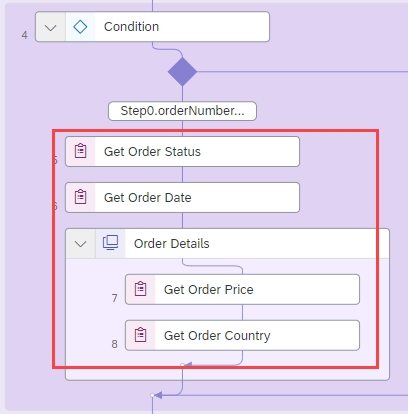 4
Condition
Step0.orderNumber...
5
Get Order Status
6
Get Order Date
Order Details
7
Get Order Price
8
Get Order Country